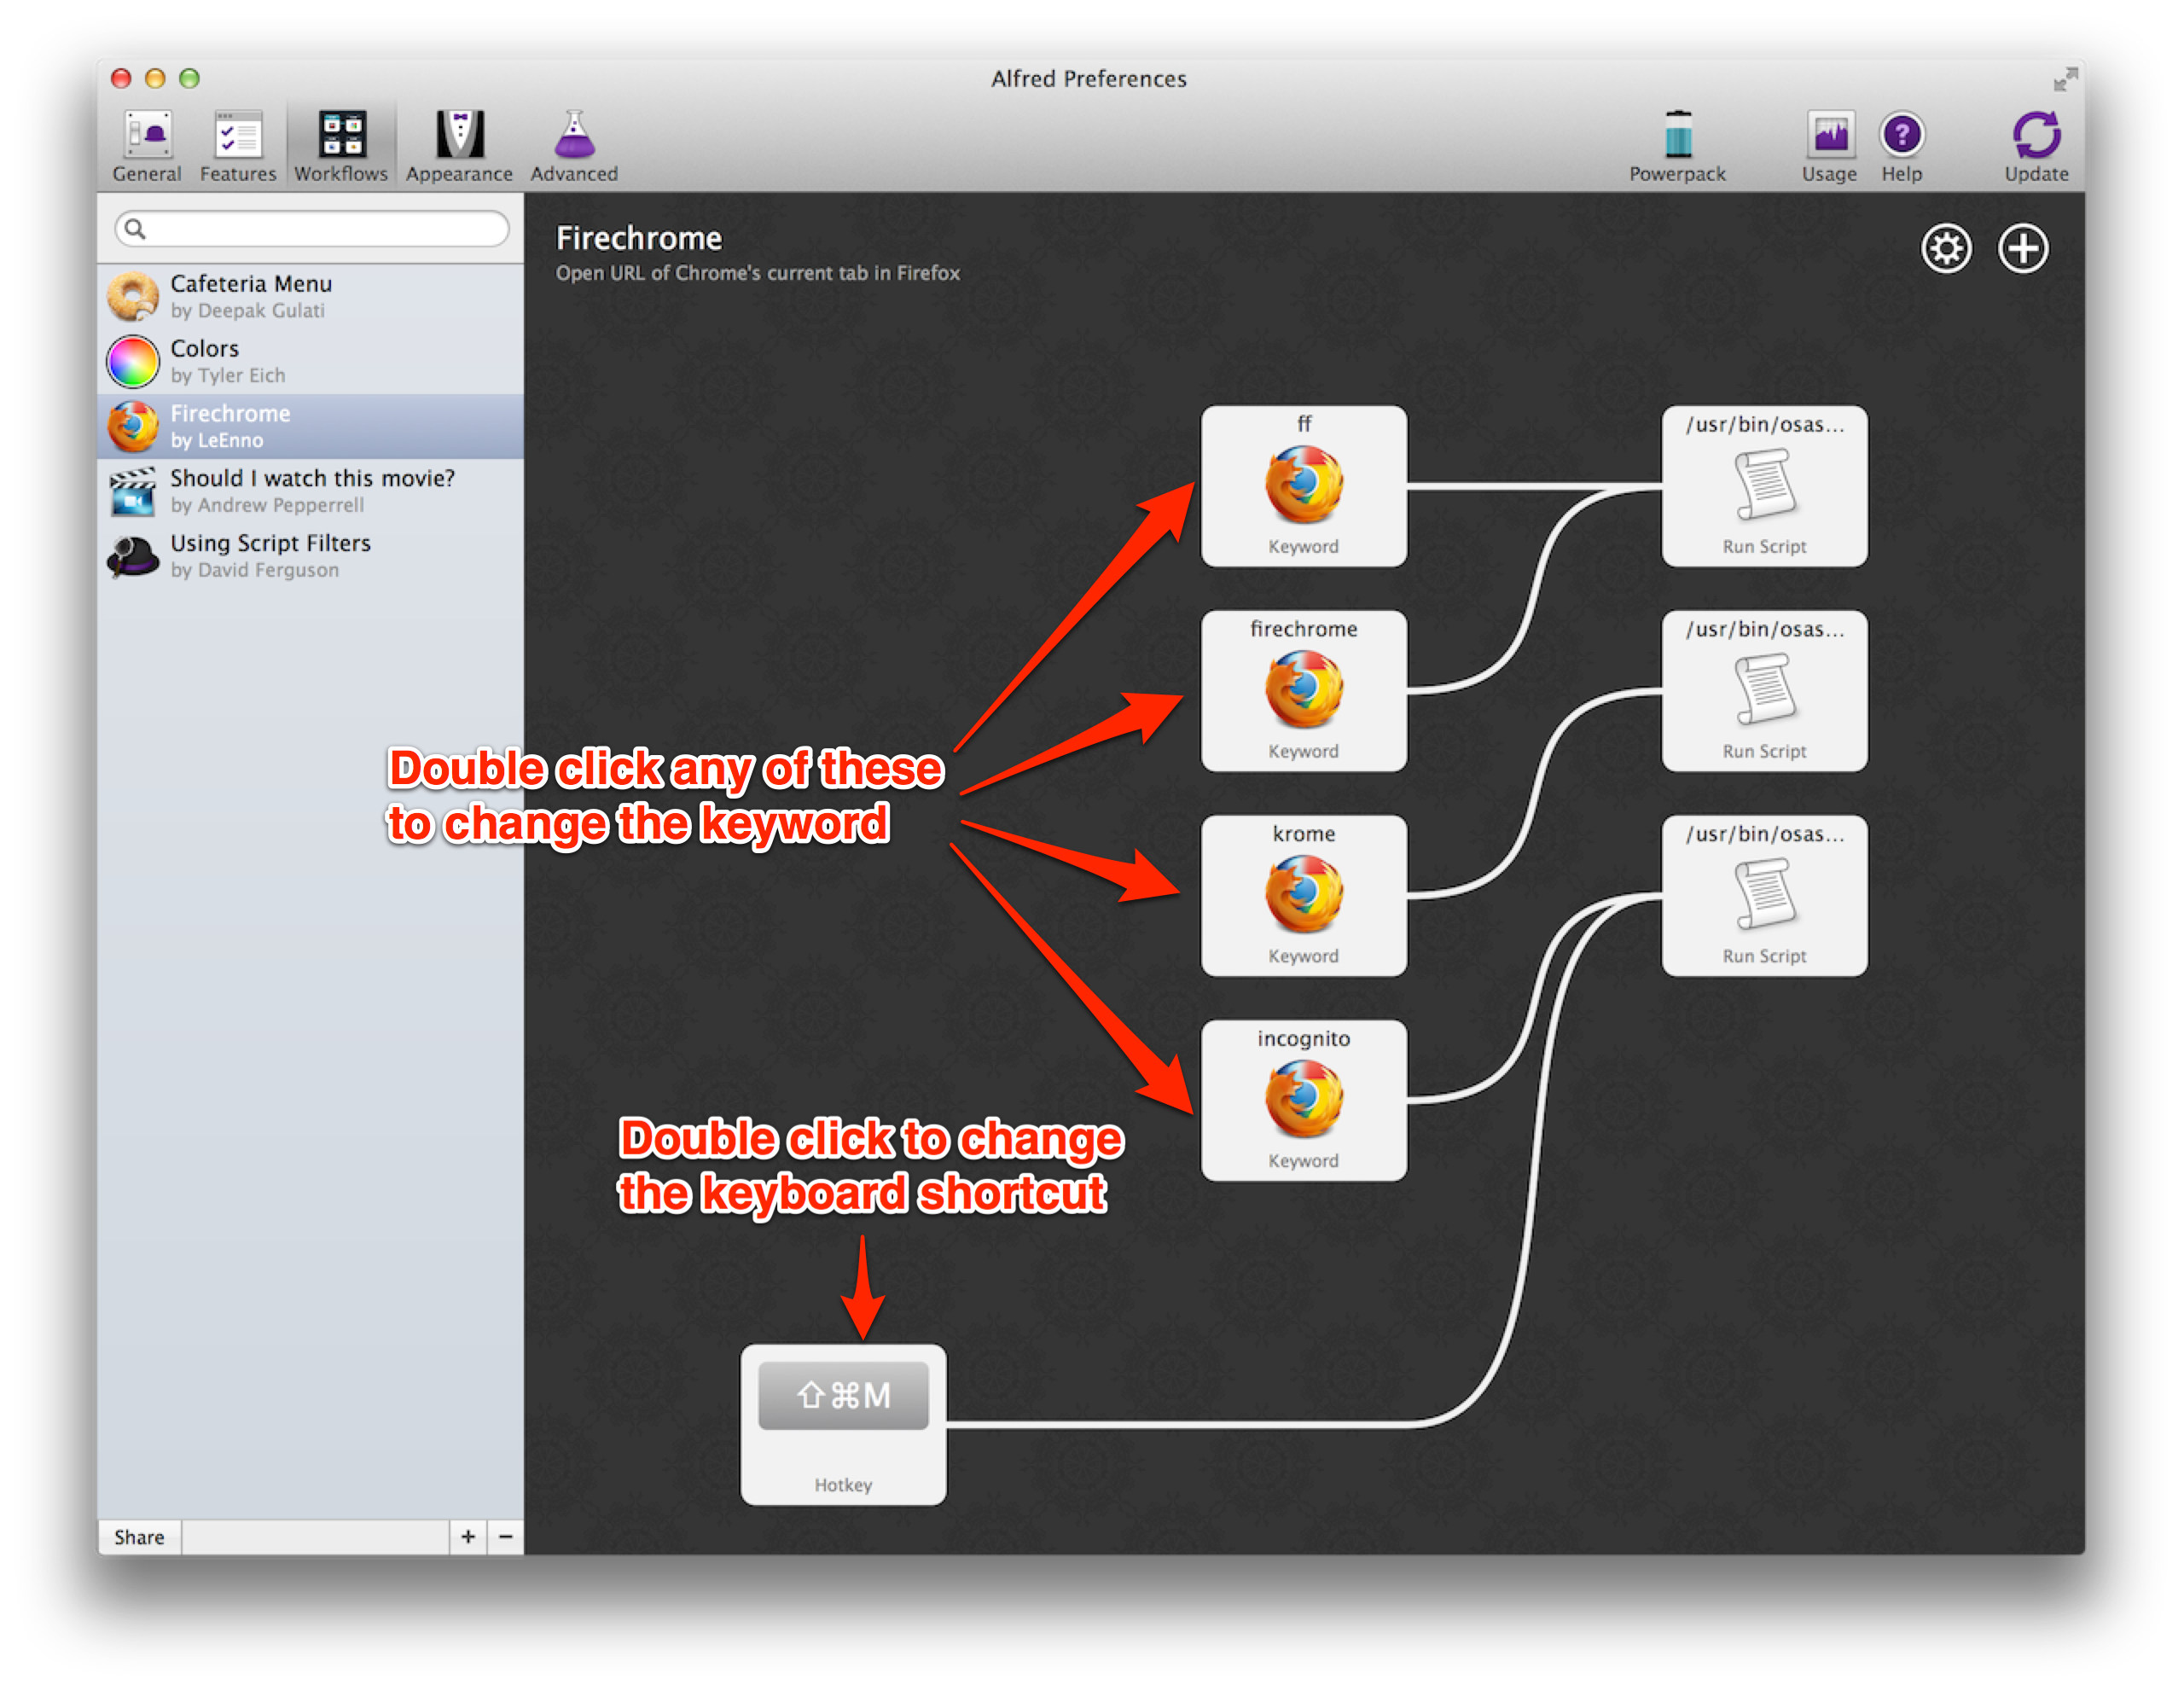 Alfred Preferences
General
Features
Workflows
Appearance
Advanced
Powerpack
Usage
Help
Update
Cafeteria Menu
by Deepak Gulati
Colors
by Tyler Eich
Firechrome
by LeEnno
Should I watch this movie?
by Andrew Pepperrell
Using Script Filters
by David Ferguson
Share
+
−
Firechrome
Open URL of Chrome's current tab in Firefox
ff
Keyword
/usr/bin/osas...
Run Script
firechrome
Keyword
/usr/bin/osas...
Run Script
Double click any of these
to change the keyword
krome
Keyword
/usr/bin/osas...
Run Script
incognito
Keyword
Double click to change
the keyboard shortcut
⇧⌘M
Hotkey